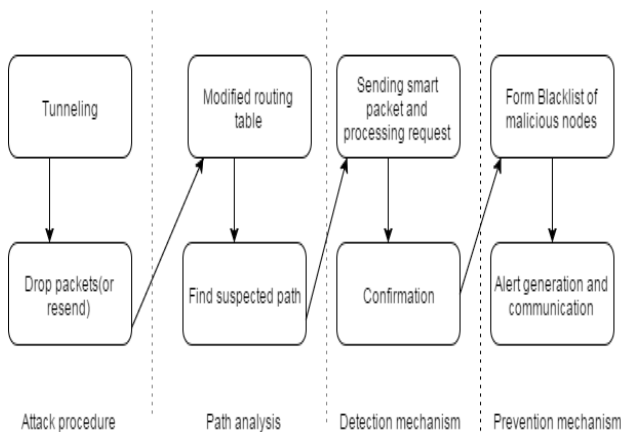 Tunneling
Drop packets(or
resend)
Modified routing
table
Find suspected path
Sending smart
packet and
processing request
Confirmation
Form Blacklist of
malicious nodes
Alert generation and
communication
Attack procedure
Path analysis
Detection mechanism
Prevention mechanism